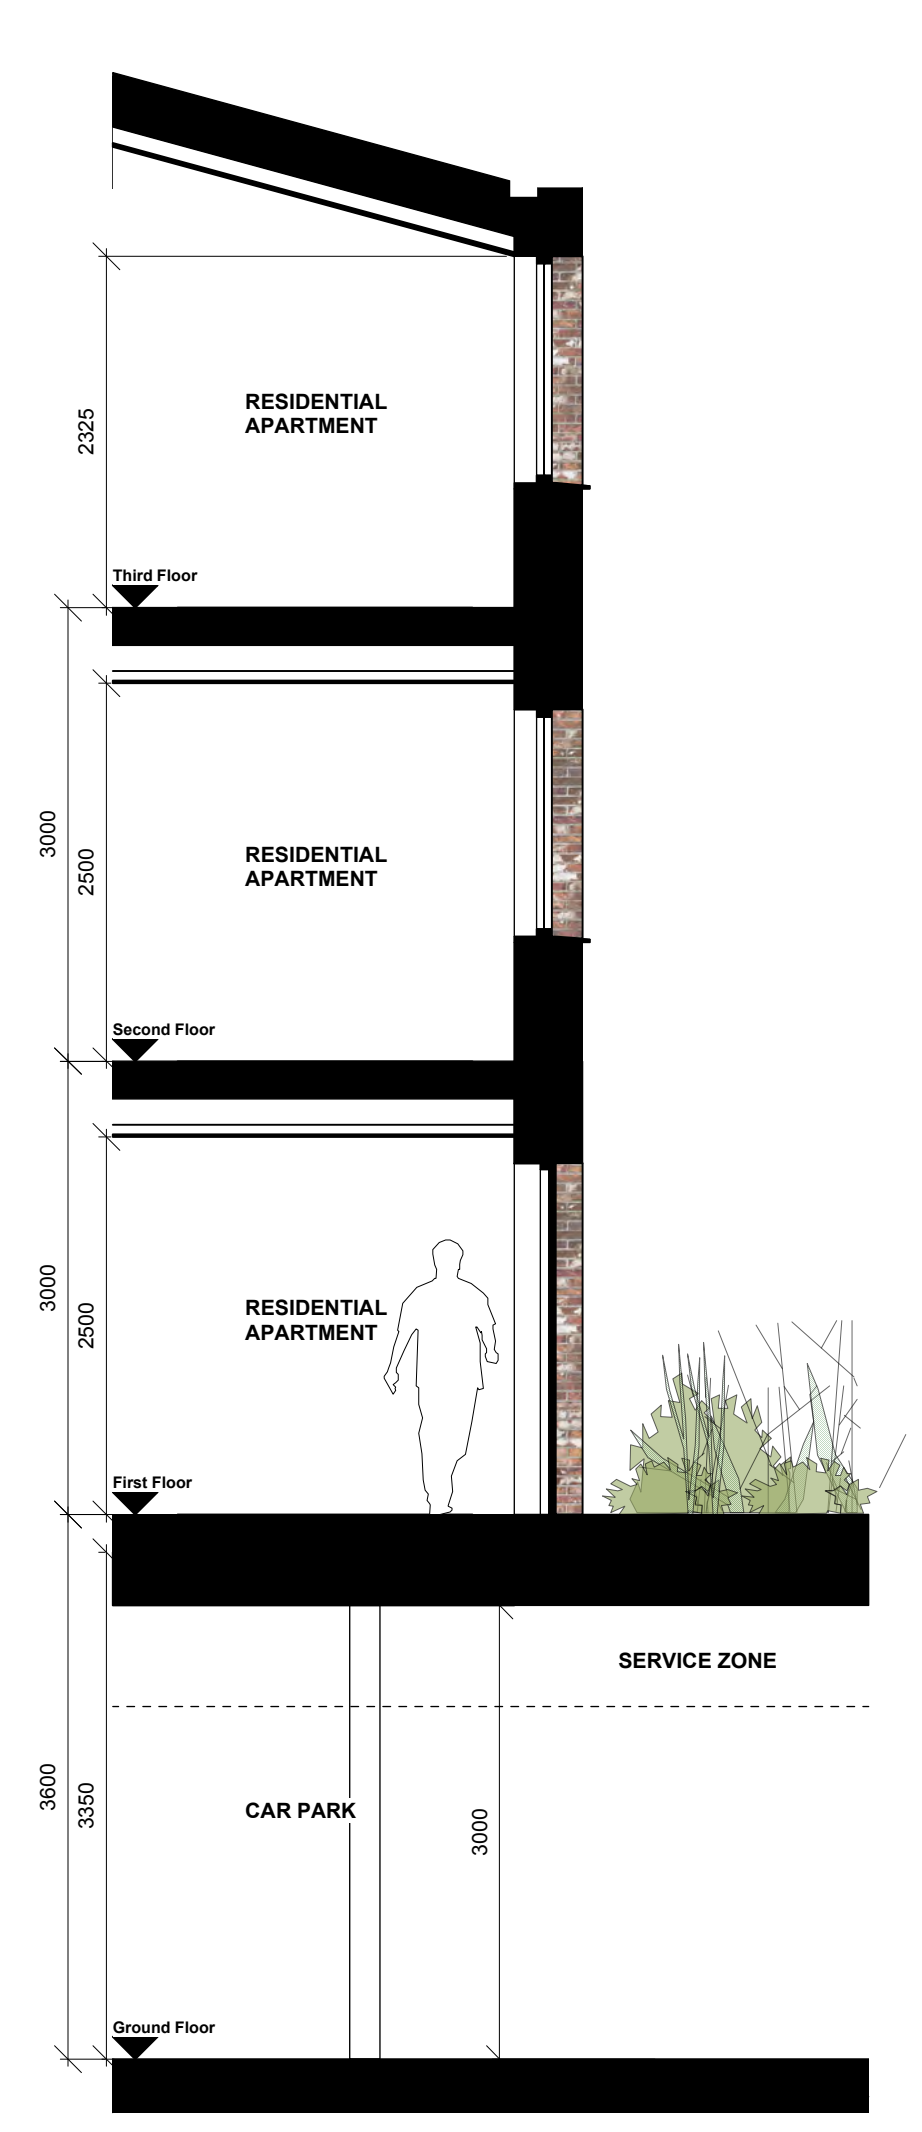 2325
RESIDENTIAL
APARTMENT
Third Floor
3000
2500
RESIDENTIAL
APARTMENT
Second Floor
3000
2500
RESIDENTIAL
APARTMENT
First Floor
SERVICE ZONE
3600
3350
CAR PARK
3000
Ground Floor